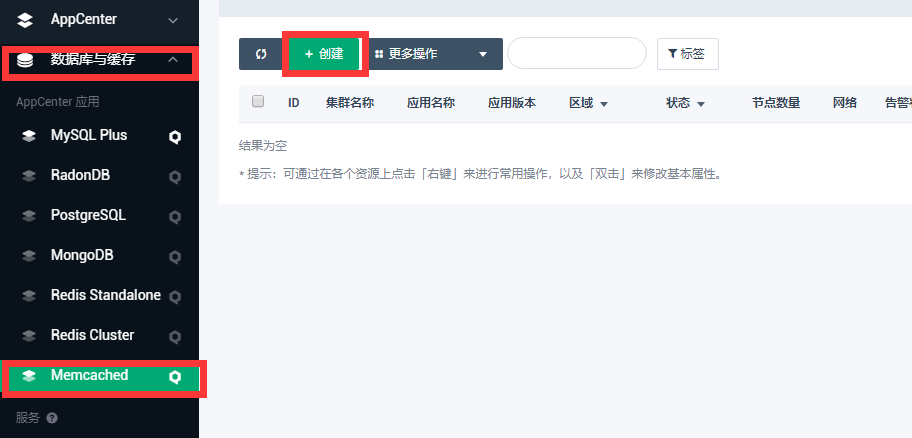 AppCenter
数据库与缓存
AppCenter 应用
MySQL Plus
RadonDB
PostgreSQL
MongoDB
Redis Standalone
Redis Cluster
Memcached
服务
+ 创建
更多操作
标签
ID 集群名称 应用名称 应用版本 区域 状态 节点数量 网络 告警
结果为空
* 提示：可通过在各个资源上点击「右键」来进行常用操作，以及「双击」来修改基本属性。